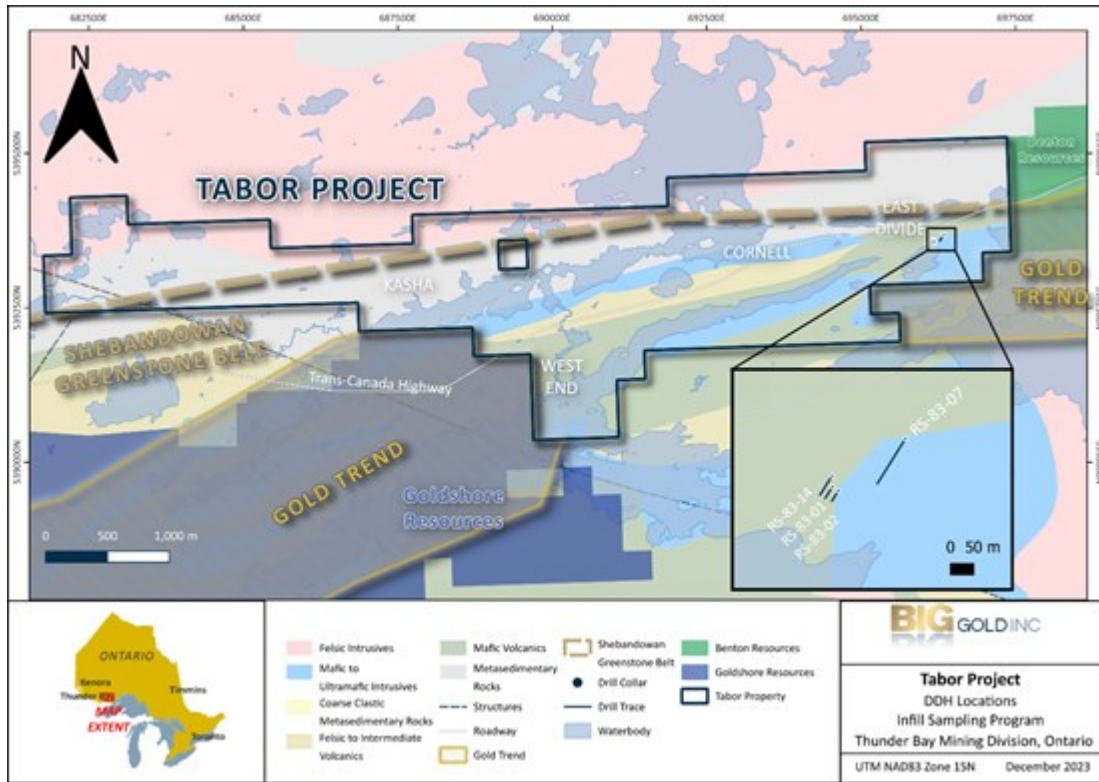 682500E
685000E
687500E
690000E
692500E
695000E
697500E
N
5395000N
5392500N
5390000N
TABOR PROJECT
Benton
Resources
EAST
DIVIDE
CORNELL
KASHA
GOLD
TREND
SHEBANDOWAN
GREENSTONE BELT
Trans-Canada Highway
WEST
END
GOLD TREND
Goldshore
Resources
RS-83-07
RS-83-14
RS-83-01
RS-83-02
0 50 m
0 500 1,000 m
ONTARIO
Kenora
Thunder Bay
Timmins
MAP
EXTENT
Toronto
Felsic Intrusives
Mafic to
Ultramafic Intrusives
Coarse Clastic
Metasedimentary Rocks
Felsic to Intermediate
Volcanics
Mafic Volcanics
Metasedimentary
Rocks
Structures
Roadway
Gold Trend
Shebandowan
Greenstone Belt
Drill Collar
Drill Trace
Waterbody
Benton Resources
Goldshore Resources
Tabor Property
BIG GOLD INC
Tabor Project
DDH Locations
Infill Sampling Program
Thunder Bay Mining Division, Ontario
UTM NAD83 Zone 15N December 2023